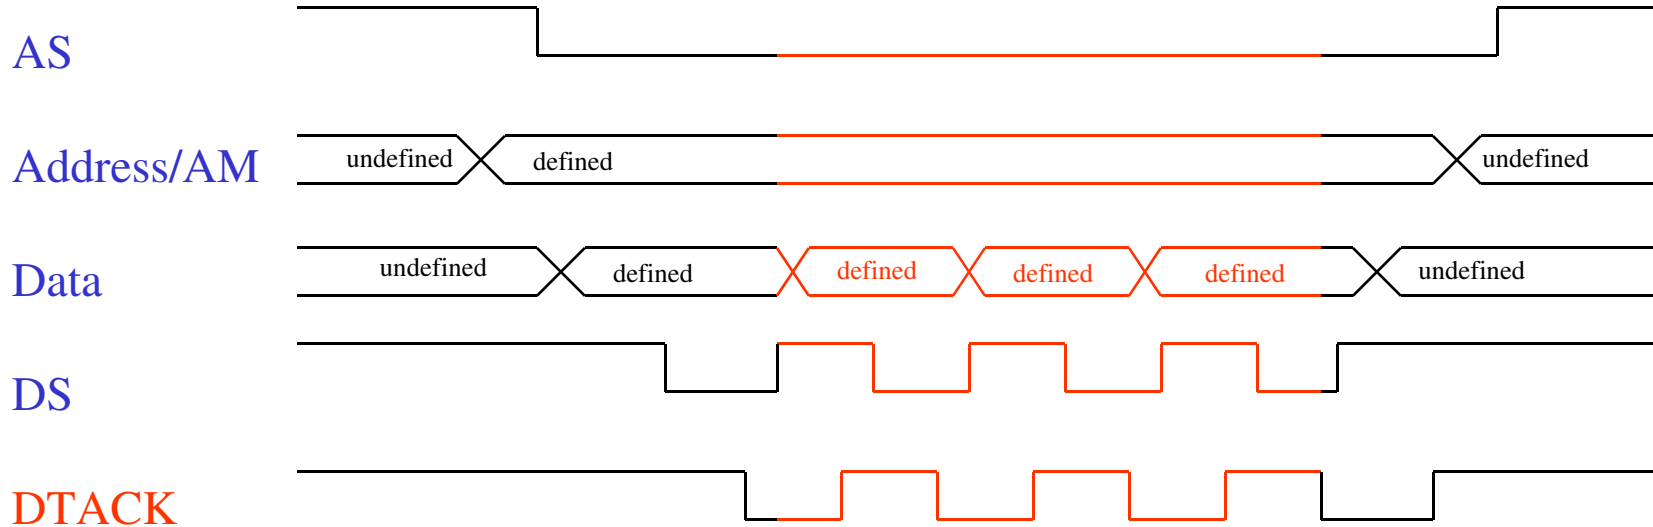 AS
Address/AM undefined defined undefined
Data undefined defined defined defined defined undefined
DS
DTACK